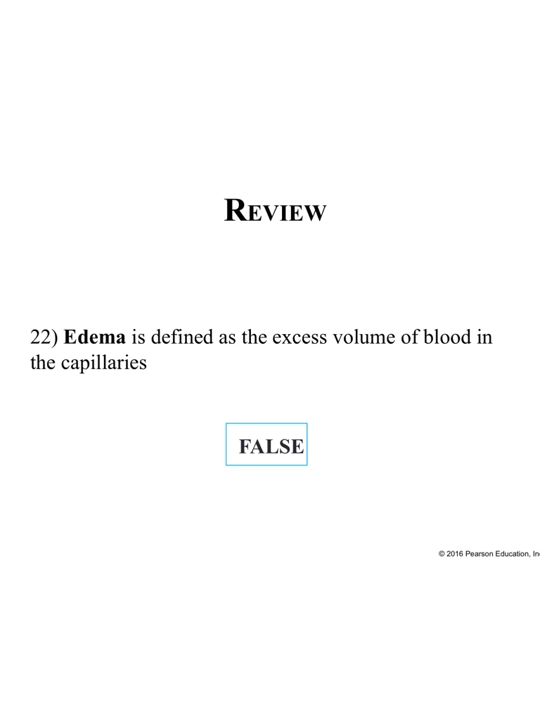 REVIEW
22) Edema is defined as the excess volume of blood in
the capillaries
FALSE
© 2016 Pearson Education, In